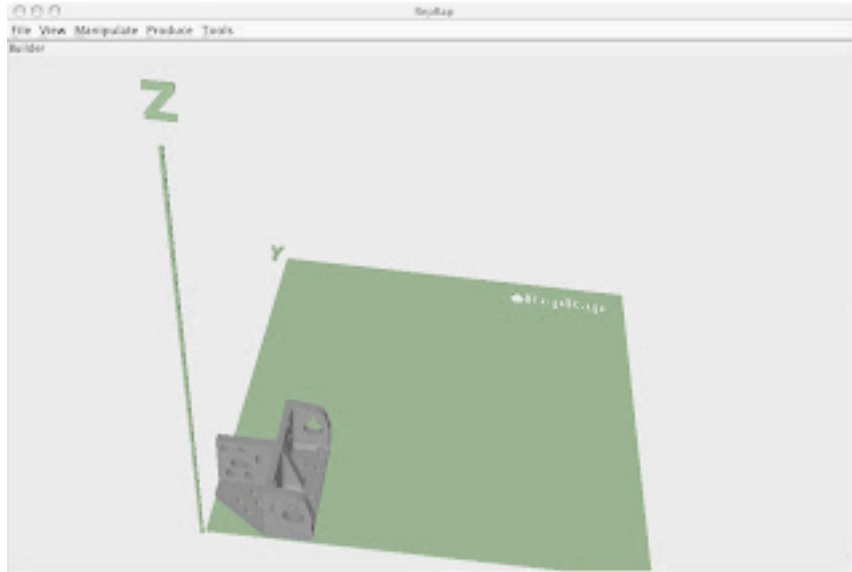 RepRap
File View Manipulate Produce Tools
Builder
Z
Y
RepRap